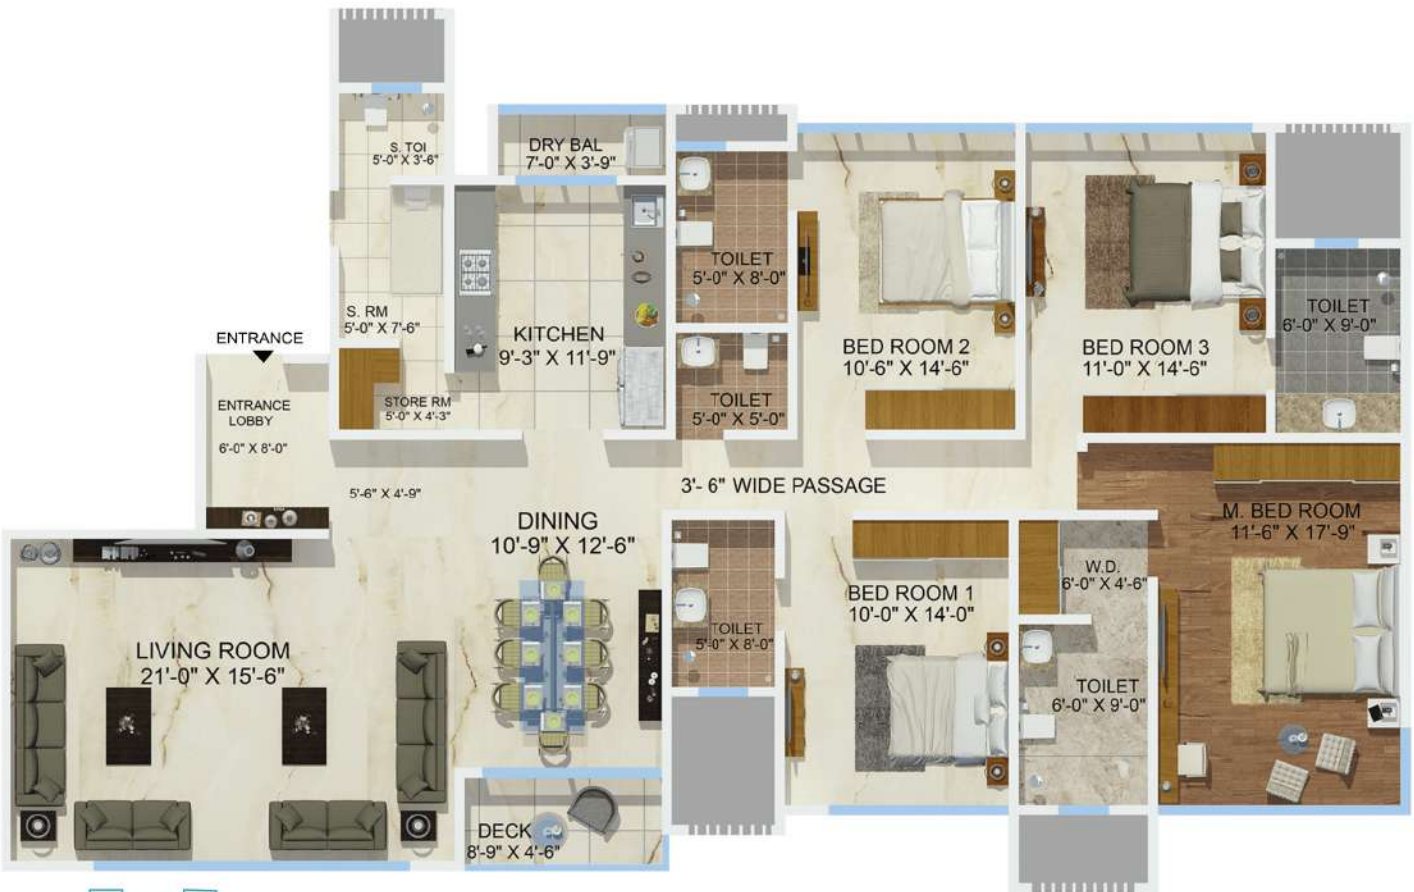 S. TOI
5'-0" X 3'-6"
DRY BAL
7'-0" X 3'-9"
TOILET
5'-0" X 8'-0"
S. RM
5'-0" X 7'-6"
KITCHEN
9'-3" X 11'-9"
BED ROOM 2
10'-6" X 14'-6"
BED ROOM 3
11'-0" X 14'-6"
TOILET
6'-0" X 9'-0"
ENTRANCE
ENTRANCE
LOBBY
6'-0" X 8'-0"
STORE RM
5'-0" X 4'-3"
TOILET
5'-0" X 5'-0"
5'-6" X 4'-9"
3'- 6" WIDE PASSAGE
DINING
10'-9" X 12'-6"
M. BED ROOM
11'-6" X 17'-9"
W.D.
6'-0" X 4'-6"
BED ROOM 1
10'-0" X 14'-0"
TOILET
5'-0" X 8'-0"
LIVING ROOM
21'-0" X 15'-6"
TOILET
6'-0" X 9'-0"
DECK
8'-9" X 4'-6"